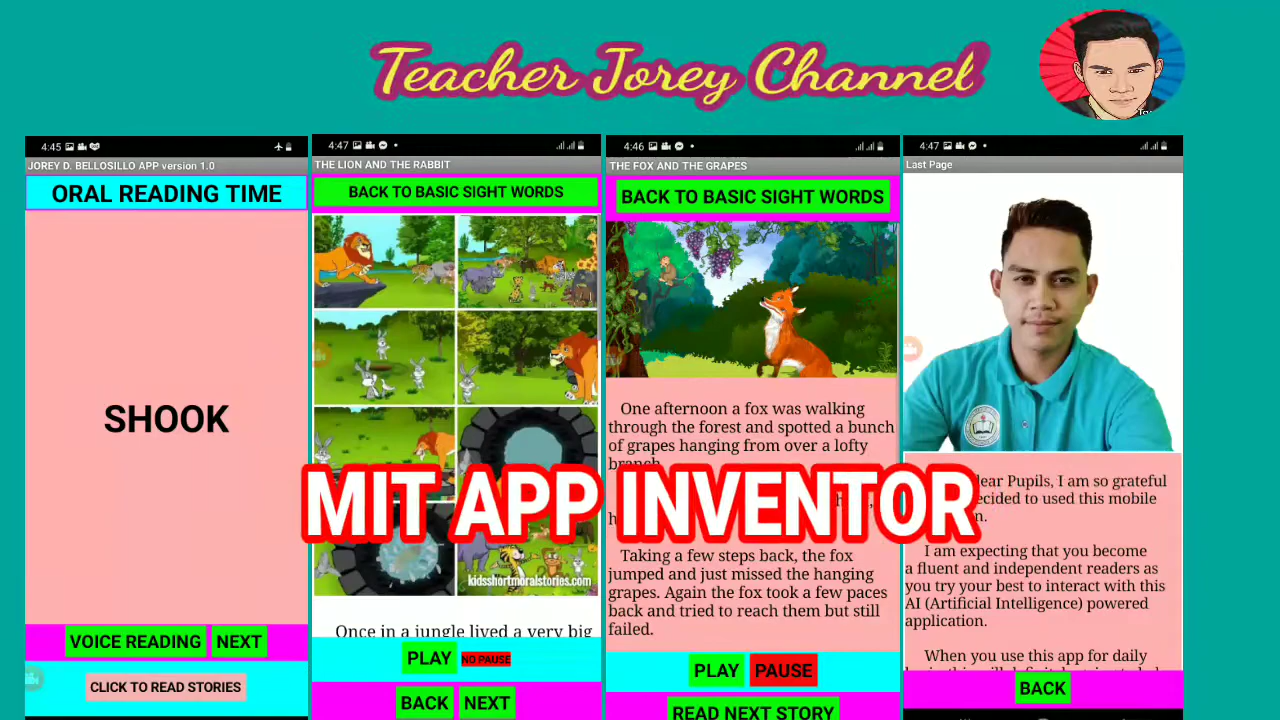 Teacher Jorey Channel
4:45
JOREY D. BELLOSILLO APP version 1.0
ORAL READING TIME
SHOOK
VOICE READING
NEXT
CLICK TO READ STORIES
4:47
THE LION AND THE RABBIT
BACK TO BASIC SIGHT WORDS
kidsshortmoralstories.com
Once in a jungle lived a very big
PLAY
NO PAUSE
BACK
NEXT
4:46
THE FOX AND THE GRAPES
BACK TO BASIC SIGHT WORDS
One afternoon a fox was walking
through the forest and spotted a bunch
of grapes hanging from over a lofty
branch.
Taking a few steps back, the fox
jumped and just missed the hanging
grapes. Again the fox took a few paces
back and tried to reach them but still
failed.
PLAY
PAUSE
READ NEXT STORY
4:47
Last Page
Pupils, I am so grateful
to used this mobile
I am expecting that you become
a fluent and independent readers as
you try your best to interact with this
AI (Artificial Intelligence) powered
application.
When you use this app for daily
BACK
MIT APP INVENTOR